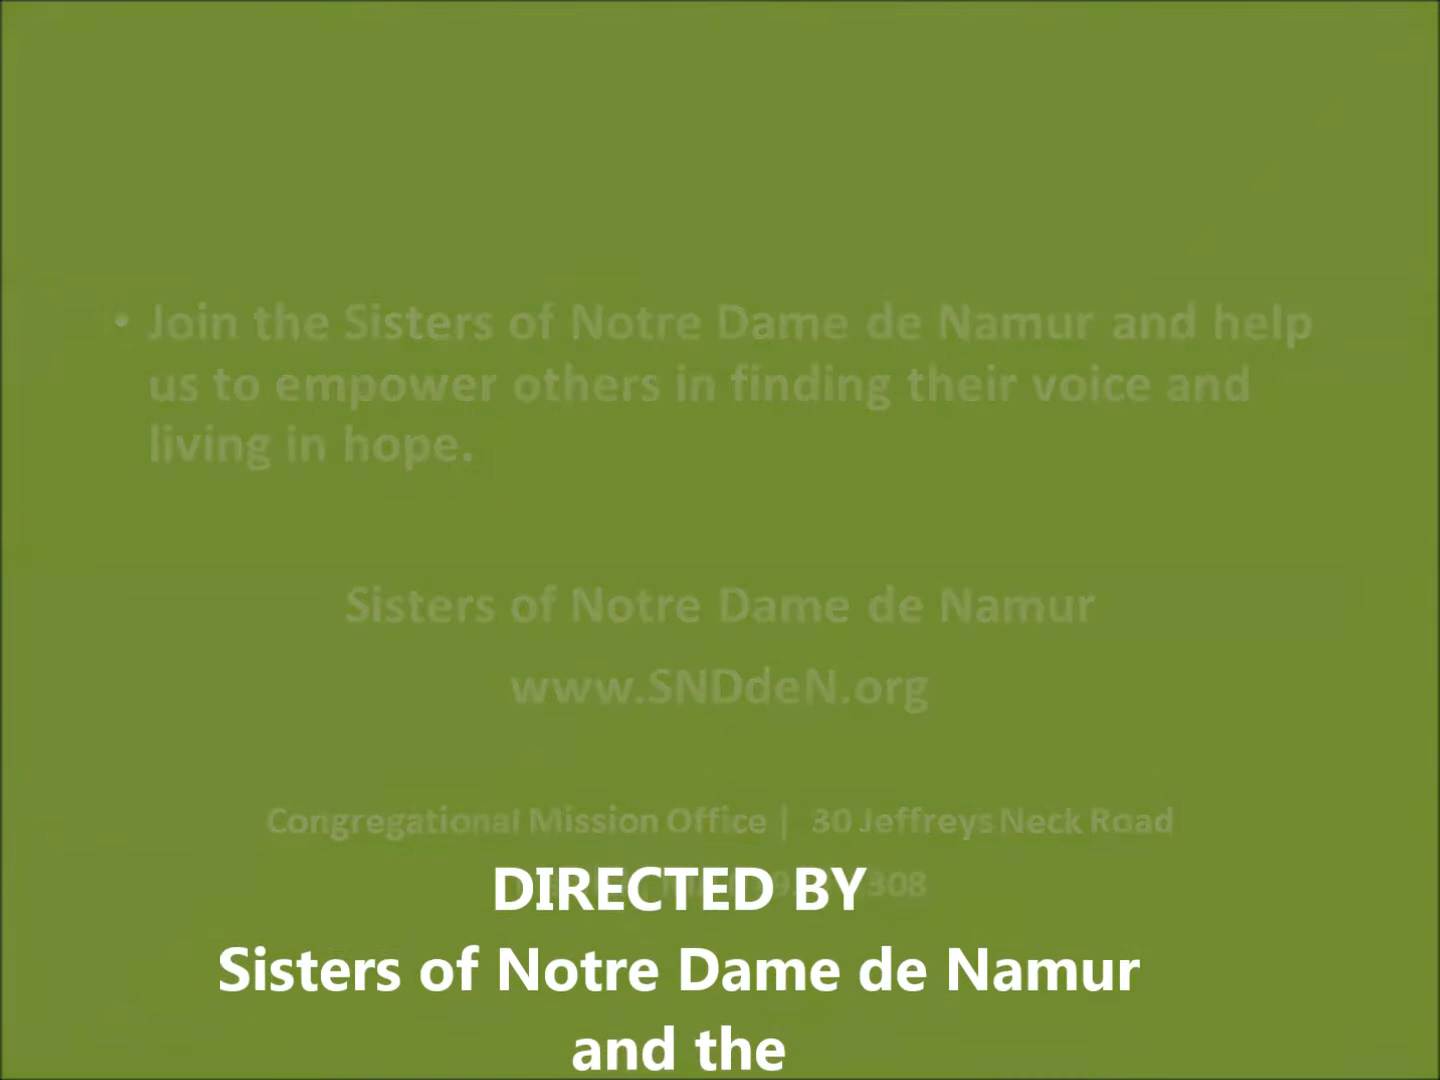 • Join the Sisters of Notre Dame de Namur and help
us to empower others in finding their voice and
living in hope.
Sisters of Notre Dame de Namur
www.SNDdeN.org
Congregational Mission Office | 30 Jeffreys Neck Road
DIRECTED BY
Sisters of Notre Dame de Namur
and the